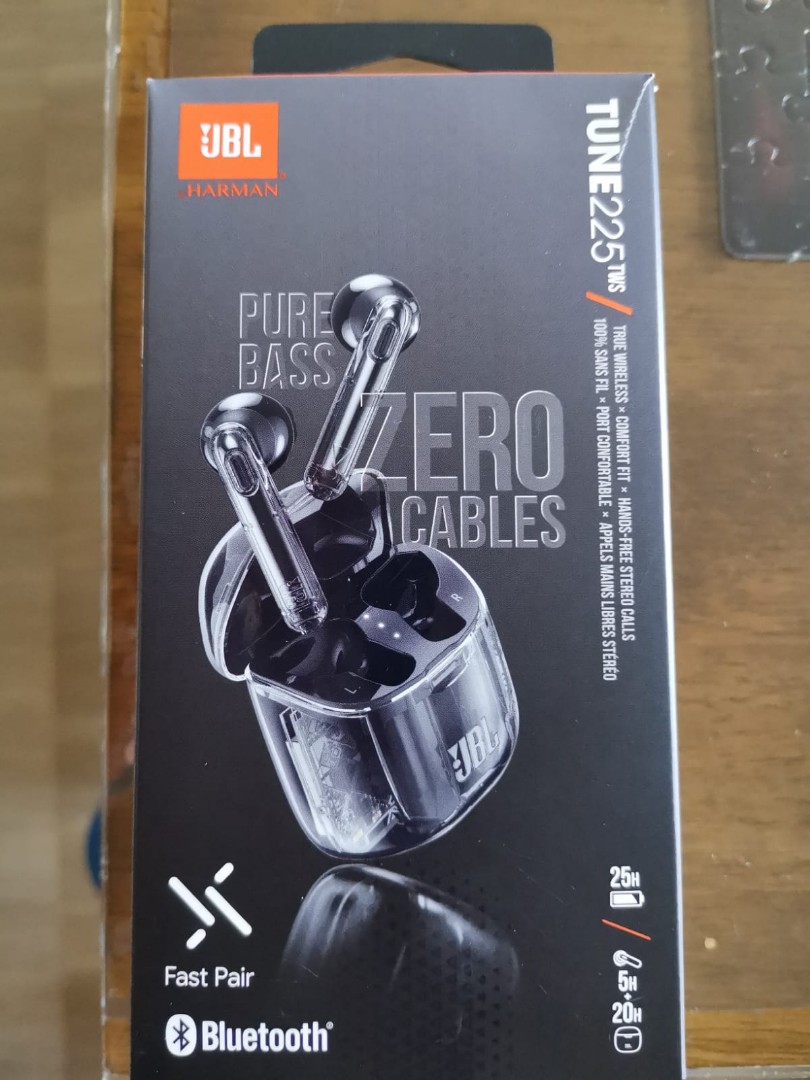 JBL
by HARMAN
TUNE225TWS
TRUE WIRELESS × COMFORT FIT × HANDS-FREE STEREO CALLS
100% SANS FIL × PORT CONFORTABLE × APPELS MAINS LIBRES STÉRÉO
PURE
BASS
ZERO
CABLES
R
L
JBL
25H
5H
+
20H
Fast Pair
Bluetooth®